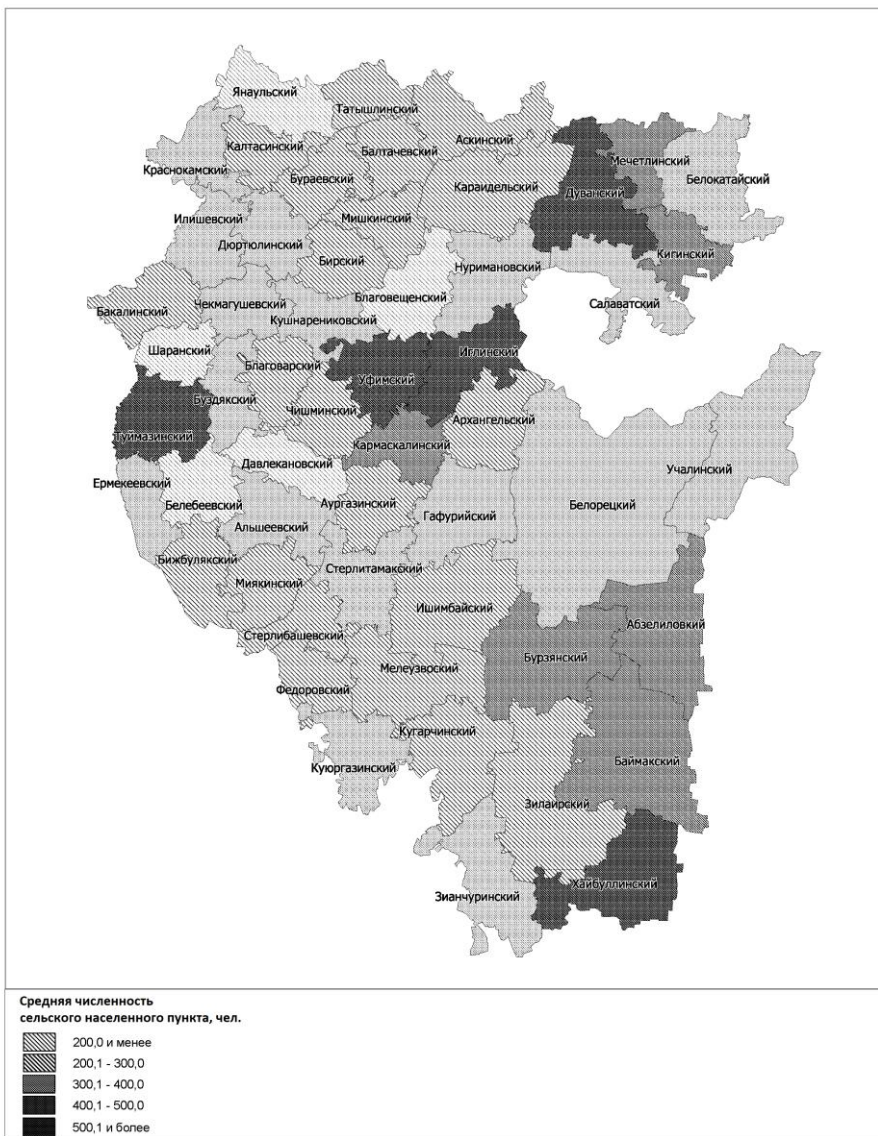 Янаульский
Татышлинский
Аскинский
Калтасинский
Балтачевский
Краснокамский
Бураевский
Караидельский
Мечетлинский
Белокатайский
Дуванский
Илишевский
Мишкинский
Дюртюлинский
Бирский
Нуримановский
Кигинский
Благовещенский
Чекмагушевский
Бакалинский
Кушнарениковский
Салаватский
Шаранский
Благоварский
Иглинский
Уфимский
Буздякский
Чишминский
Архангельский
Туймазинский
Кармаскалинский
Давлекановский
Учалинский
Ермекеевский
Белебеевский
Аургазинский
Белорецкий
Гафурийский
Альшеевский
Бижбулякский
Стерлитамакский
Миякинский
Ишимбайский
Абзелиловкий
Стерлибашевский
Бурзянский
Мелеузвоский
Федоровский
Кугарчинский
Куюргазинский
Баймакский
Зилаирский
Хайбуллинский
Зианчуринский
Средняя численность
сельского населенного пункта, чел.
200,0 и менее
200,1 - 300,0
300,1 - 400,0
400,1 - 500,0
500,1 и более